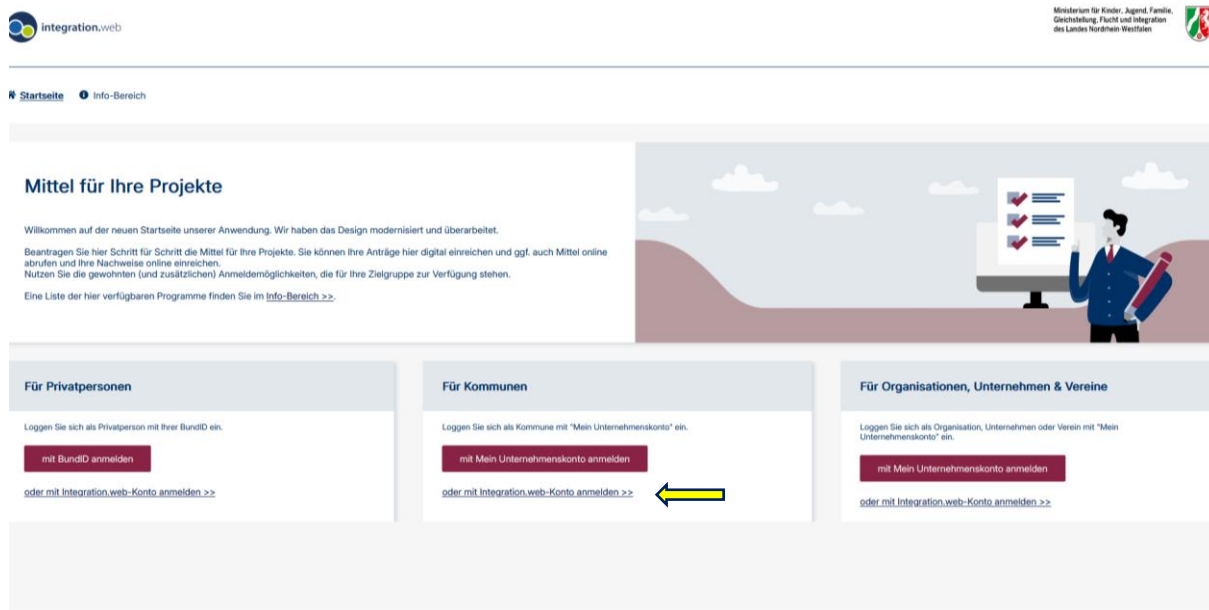 integration.web
Ministerium für Kinder, Jugend, Familie,
Gleichstellung, Flucht und Integration
des Landes Nordrhein-Westfalen
Startseite Info-Bereich
Mittel für Ihre Projekte
Willkommen auf der neuen Startseite unserer Anwendung. Wir haben das Design modernisiert und überarbeitet.
Beantragen Sie hier Schritt für Schritt die Mittel für Ihre Projekte. Sie können Ihre Anträge hier digital einreichen und ggf. auch Mittel online
abrufen und Ihre Nachweise online einreichen.
Nutzen Sie die gewohnten (und zusätzlichen) Anmeldemöglichkeiten, die für Ihre Zielgruppe zur Verfügung stehen.
Eine Liste der hier verfügbaren Programme finden Sie im Info-Bereich >>.
Für Privatpersonen
Loggen Sie sich als Privatperson mit Ihrer BundID ein.
mit BundID anmelden
oder mit Integration.web-Konto anmelden >>
Für Kommunen
Loggen Sie sich als Kommune mit "Mein Unternehmenskonto" ein.
mit Mein Unternehmenskonto anmelden
oder mit Integration.web-Konto anmelden >>
Für Organisationen, Unternehmen & Vereine
Loggen Sie sich als Organisation, Unternehmen oder Verein mit "Mein
Unternehmenskonto" ein.
mit Mein Unternehmenskonto anmelden
oder mit Integration.web-Konto anmelden >>